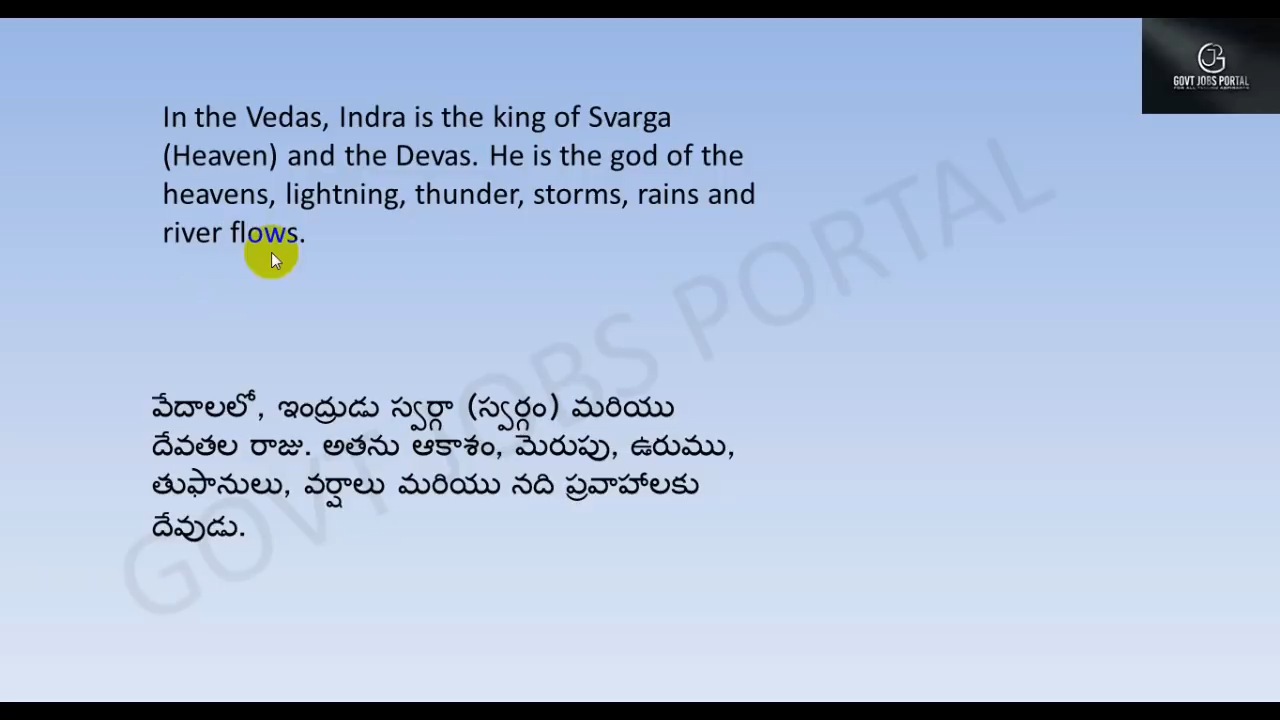 GOVT JOBS PORTAL
In the Vedas, Indra is the king of Svarga
(Heaven) and the Devas. He is the god of the
heavens, lightning, thunder, storms, rains and
river flows.
వేదాలలో, ఇంద్రుడు స్వర్గా (స్వర్గం) మరియు
దేవతల రాజు. అతను ఆకాశం, మెరుపు, ఉరుము,
తుఫానులు, వర్షాలు మరియు నది ప్రవాహాలకు
దేవుడు.
GOVT JOBS PORTAL